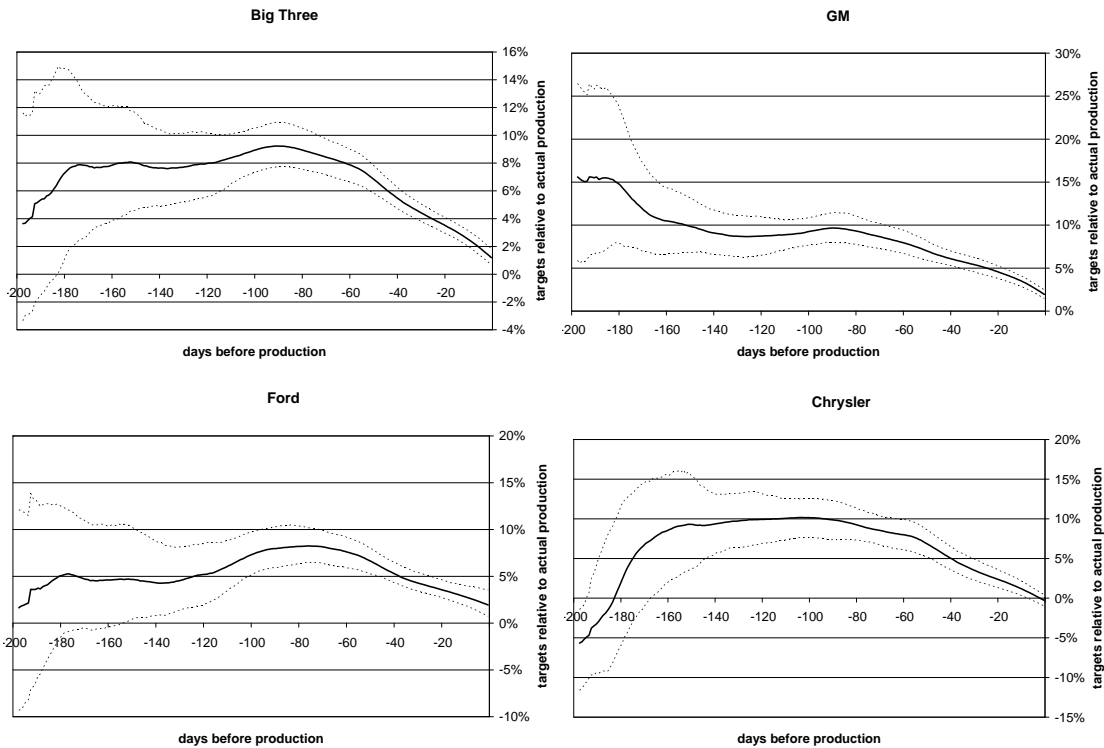 Big Three
16%
14%
12%
10%
8%
6%
4%
2%
0%
-2%
-4%
-200 -180 -160 -140 -120 -100 -80 -60 -40 -20
targets relative to actual production
days before production
GM
30%
25%
20%
15%
10%
5%
0%
-200 -180 -160 -140 -120 -100 -80 -60 -40 -20
targets relative to actual production
days before production
Ford
20%
15%
10%
5%
0%
-5%
-10%
-200 -180 -160 -140 -120 -100 -80 -60 -40 -20
targets relative to actual production
days before production
Chrysler
20%
15%
10%
5%
0%
-5%
-10%
-15%
-200 -180 -160 -140 -120 -100 -80 -60 -40 -20
targets relative to actual production
days before production